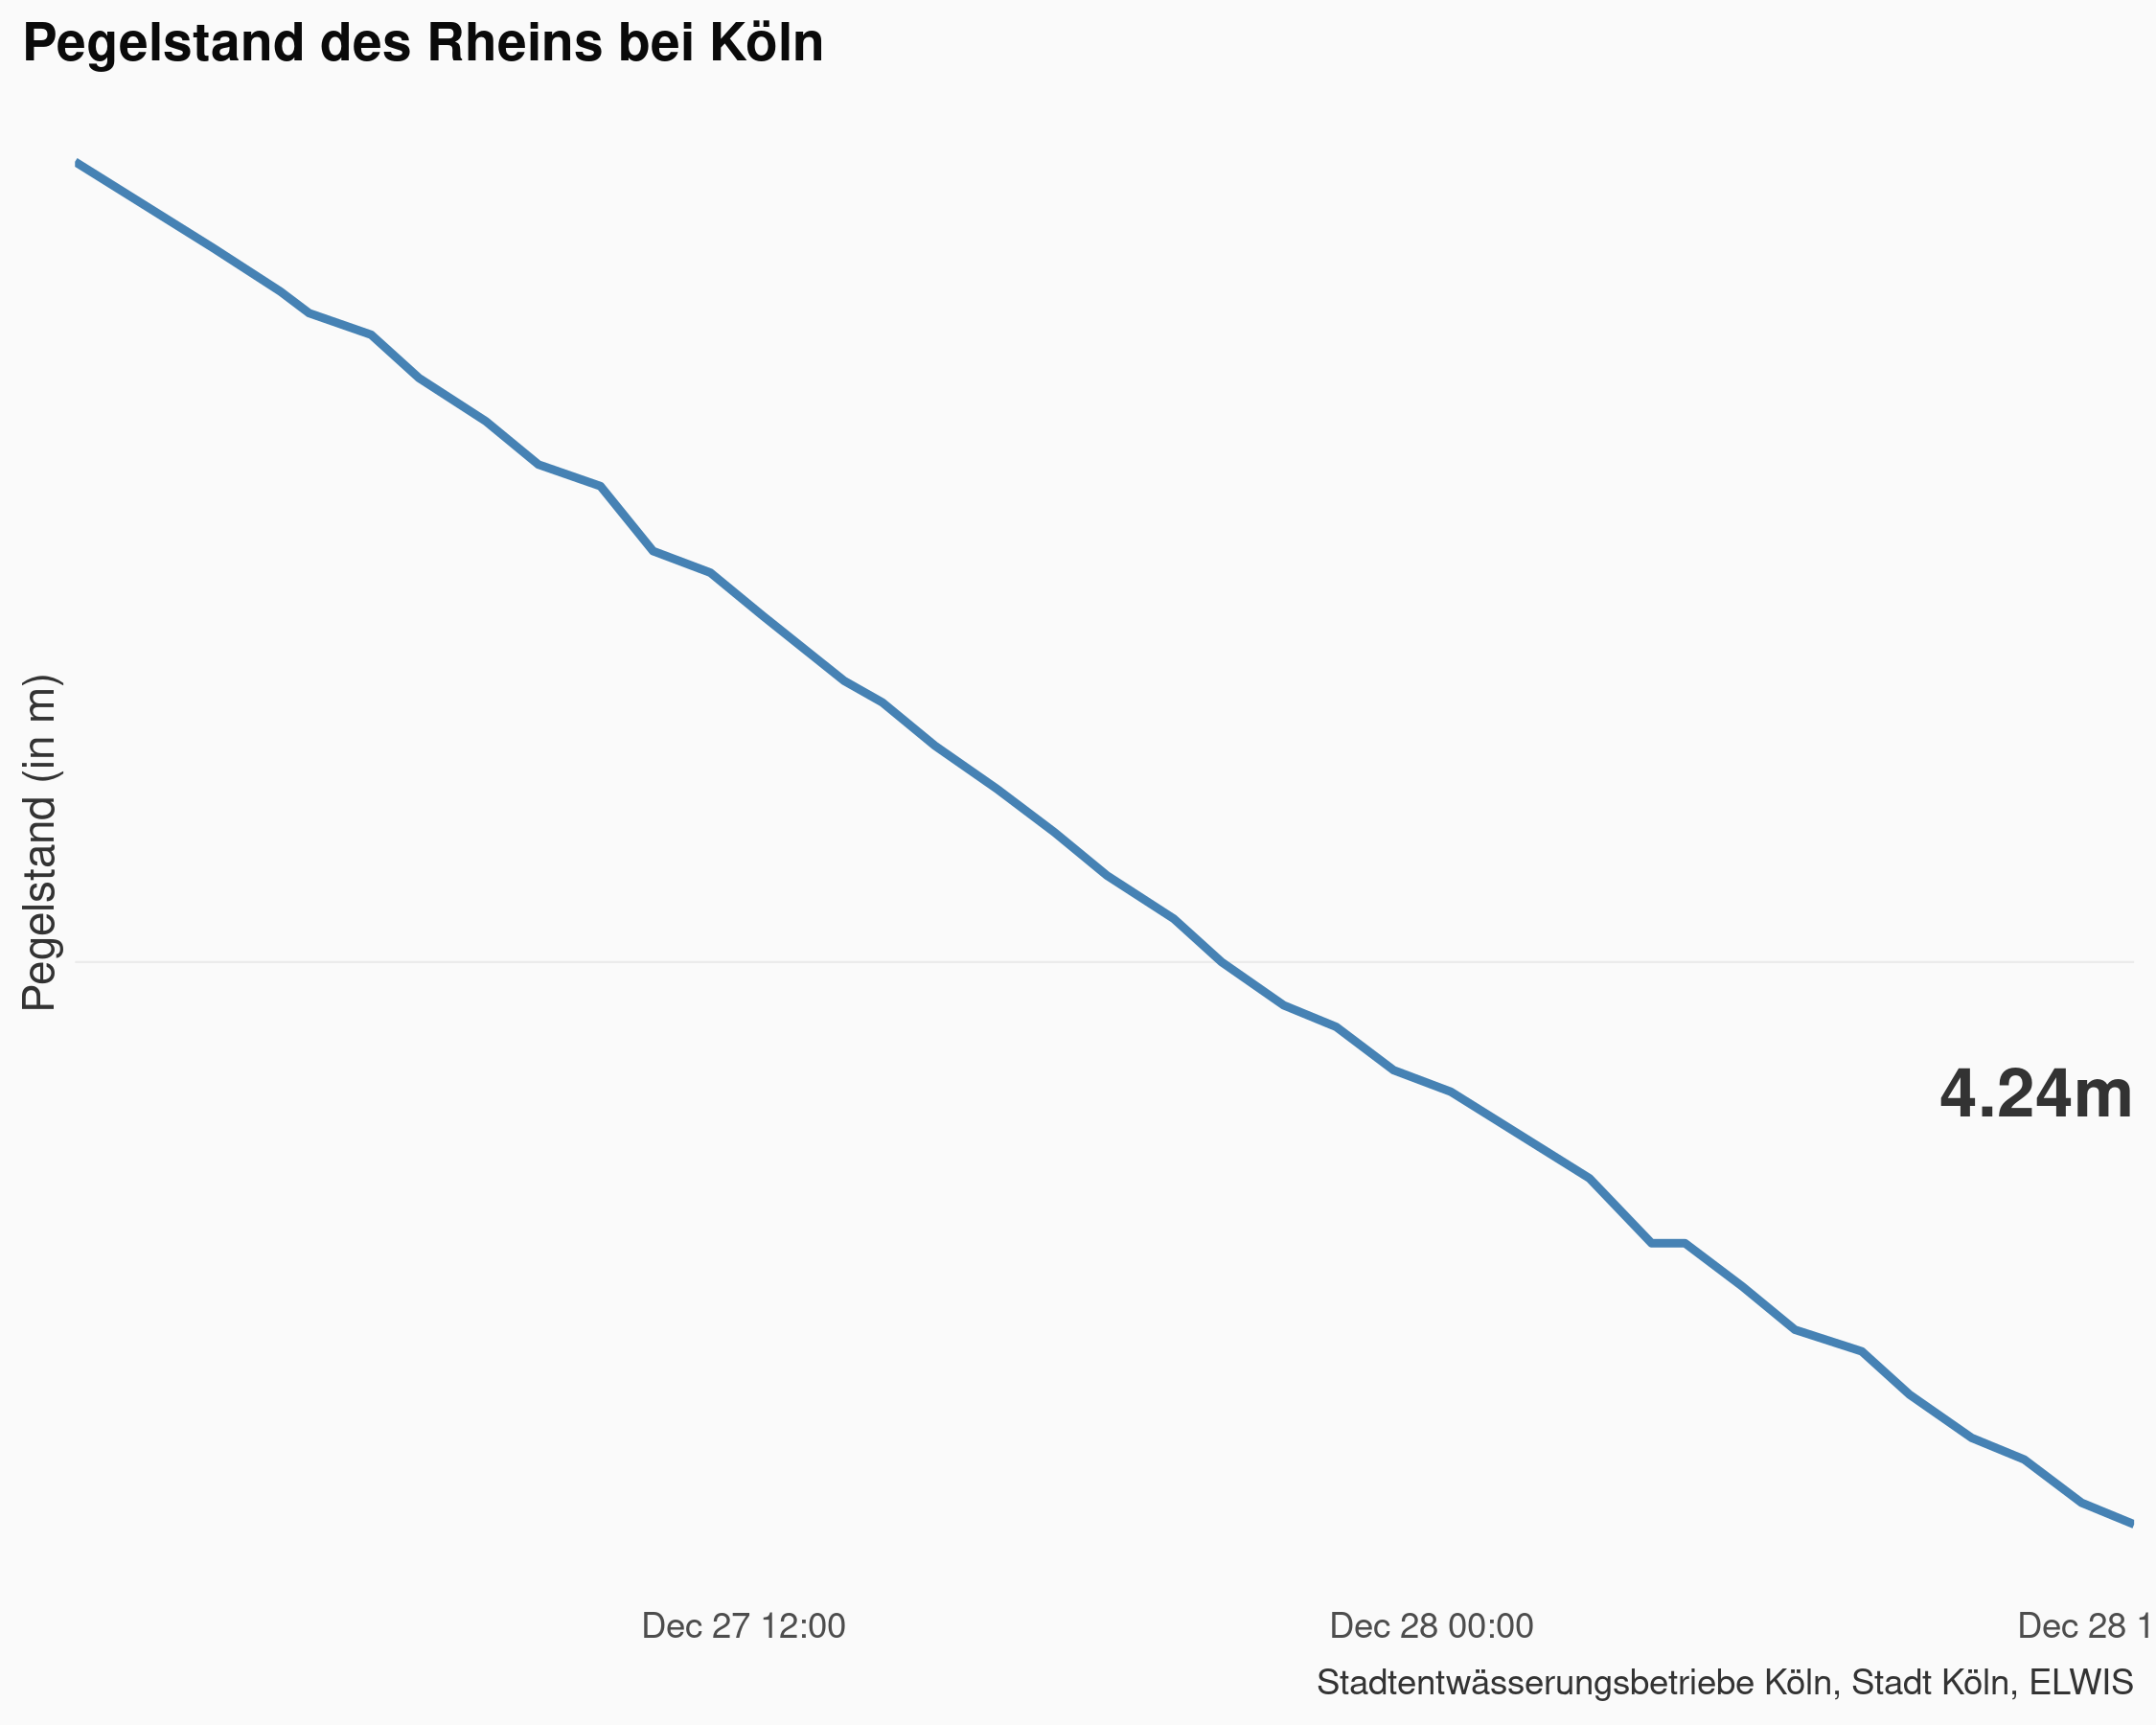 Pegelstand des Rheins bei Köln
Pegelstand (in m)
4.24m
Dec 27 12:00
Dec 28 00:00
Dec 28 1
Stadtentwässerungsbetriebe Köln, Stadt Köln, ELWIS